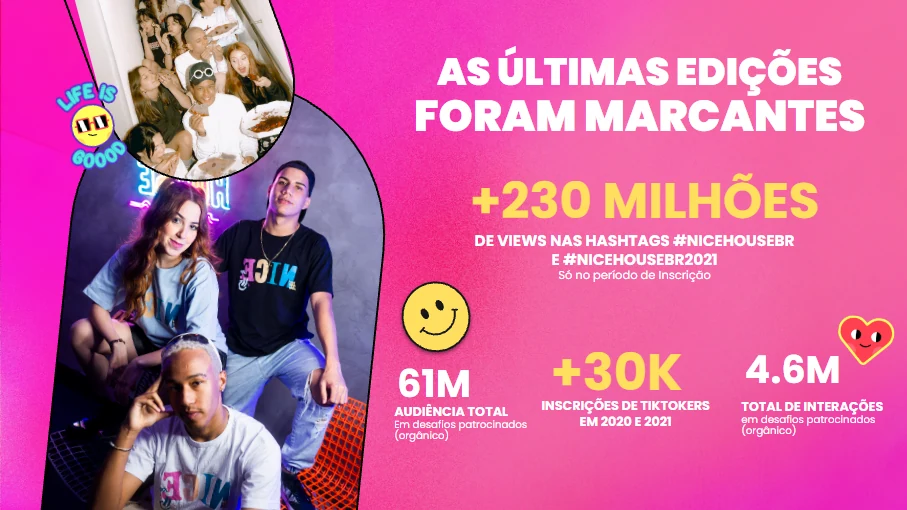 LIFE IS
GOOOD
AS ÚLTIMAS EDIÇÕES
FORAM MARCANTES
+230 MILHÕES
DE VIEWS NAS HASHTAGS #NICEHOUSEBR
E #NICEHOUSEBR2021
Só no período de Inscrição
NICE
61M
AUDIÊNCIA TOTAL
Em desafios patrocinados
(orgânico)
+30K
INSCRIÇÕES DE TIKTOKERS
EM 2020 E 2021
4.6M
TOTAL DE INTERAÇÕES
em desafios patrocinados
(orgânico)
NICE